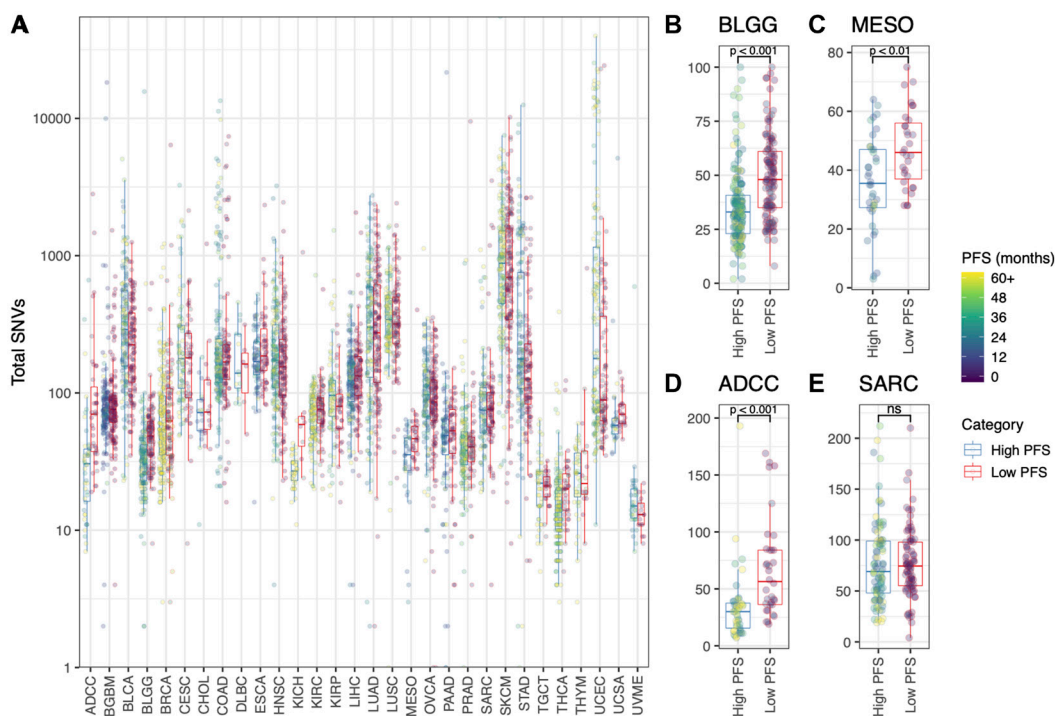 A
Total SNVs
10000
1000
100
10
1
ADCC
BGBM
BLCA
BLGG
BRCA
CESC
CHOL
COAD
DLBC
ESCA
HNSC
KICH
KIRC
KIRP
LIHC
LUAD
LUSC
MESO
OVCA
PAAD
PRAD
SARC
SKCM
STAD
TGCT
THCA
THYM
UCEC
UCSA
UVME
B BLGG
p < 0.001
100
75
50
25
0
High PFS
Low PFS
C MESO
p < 0.01
80
60
40
20
0
High PFS
Low PFS
D ADCC
p < 0.001
200
150
100
50
0
High PFS
Low PFS
E SARC
ns
200
150
100
50
0
High PFS
Low PFS
PFS (months)
60+
48
36
24
12
0
Category
High PFS
Low PFS